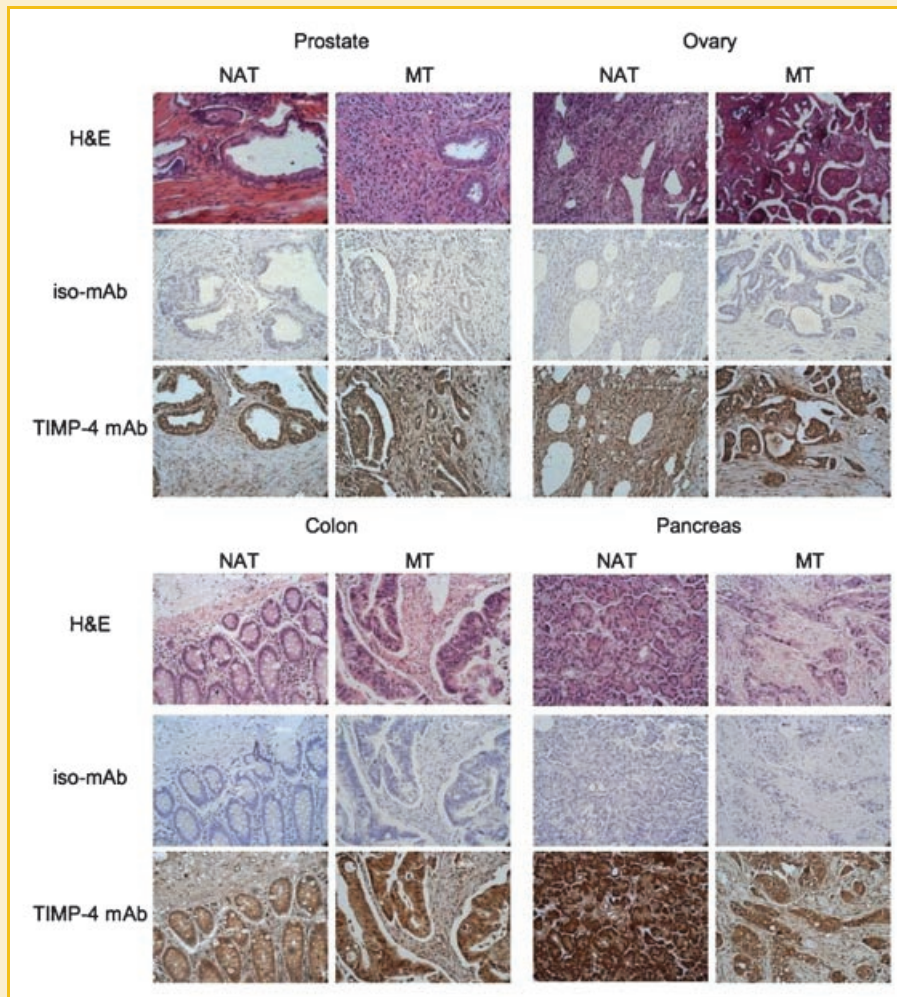 Prostate Ovary
NAT MT NAT MT
H&E
iso-mAb
TIMP-4 mAb
Colon Pancreas
NAT MT NAT MT
H&E
iso-mAb
TIMP-4 mAb